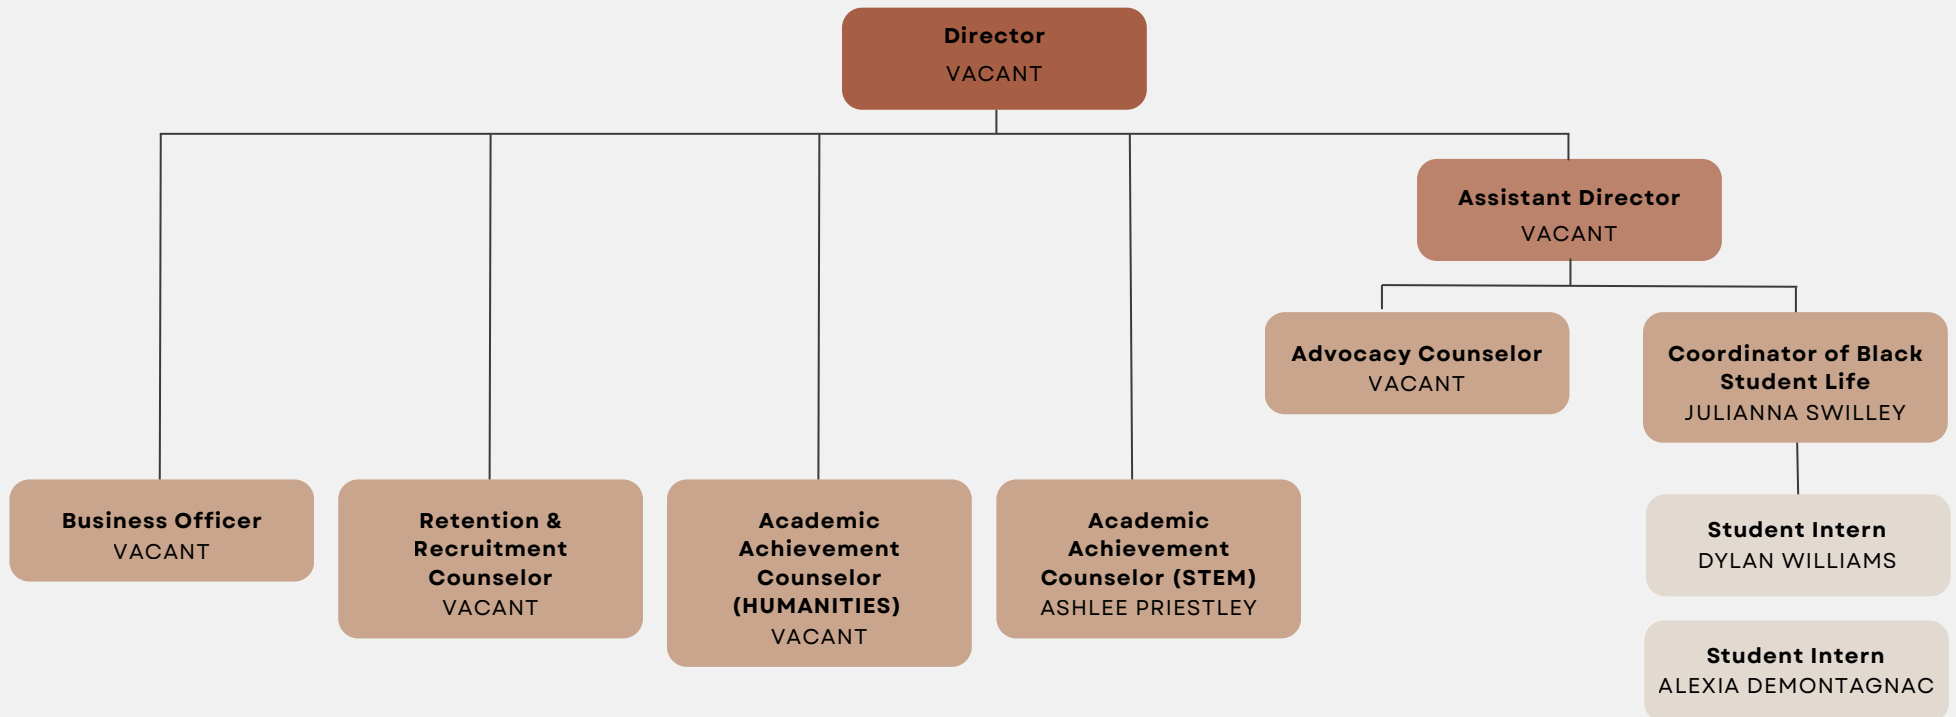 Director
VACANT
Assistant Director
VACANT
Advocacy Counselor
VACANT
Coordinator of Black
Student Life
JULIANNA SWILLEY
Business Officer
VACANT
Retention &
Recruitment
Counselor
VACANT
Academic
Achievement
Counselor
(HUMANITIES)
VACANT
Academic
Achievement
Counselor (STEM)
ASHLEE PRIESTLEY
Student Intern
DYLAN WILLIAMS
Student Intern
ALEXIA DEMONTAGNAC